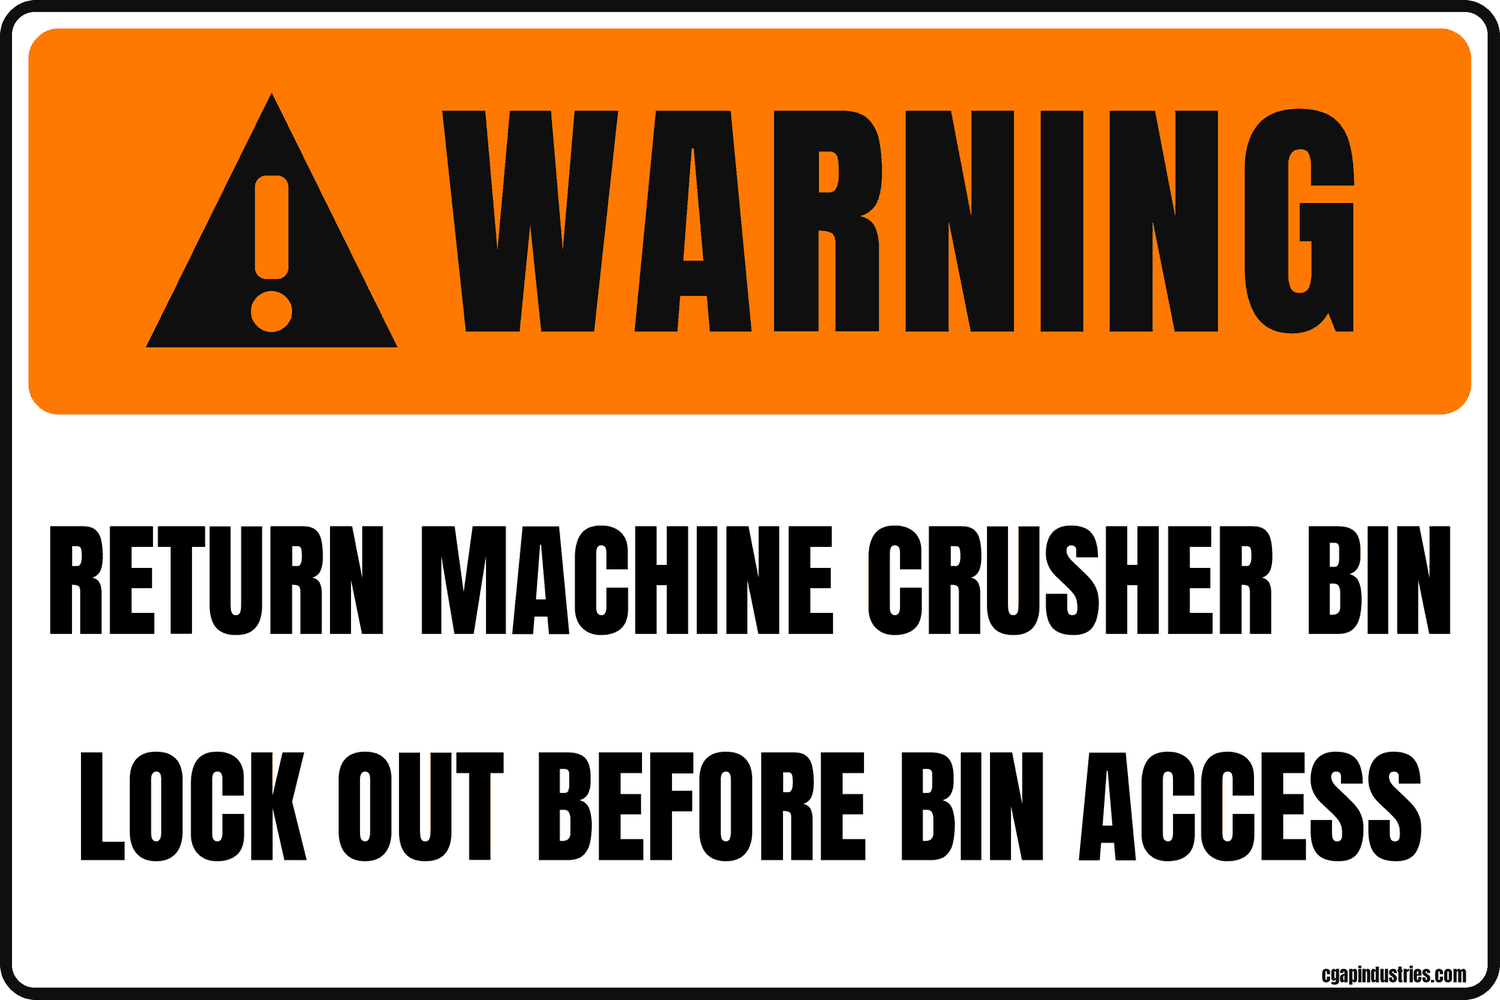 WARNING
RETURN MACHINE CRUSHER BIN
LOCK OUT BEFORE BIN ACCESS
cgapindustries.com